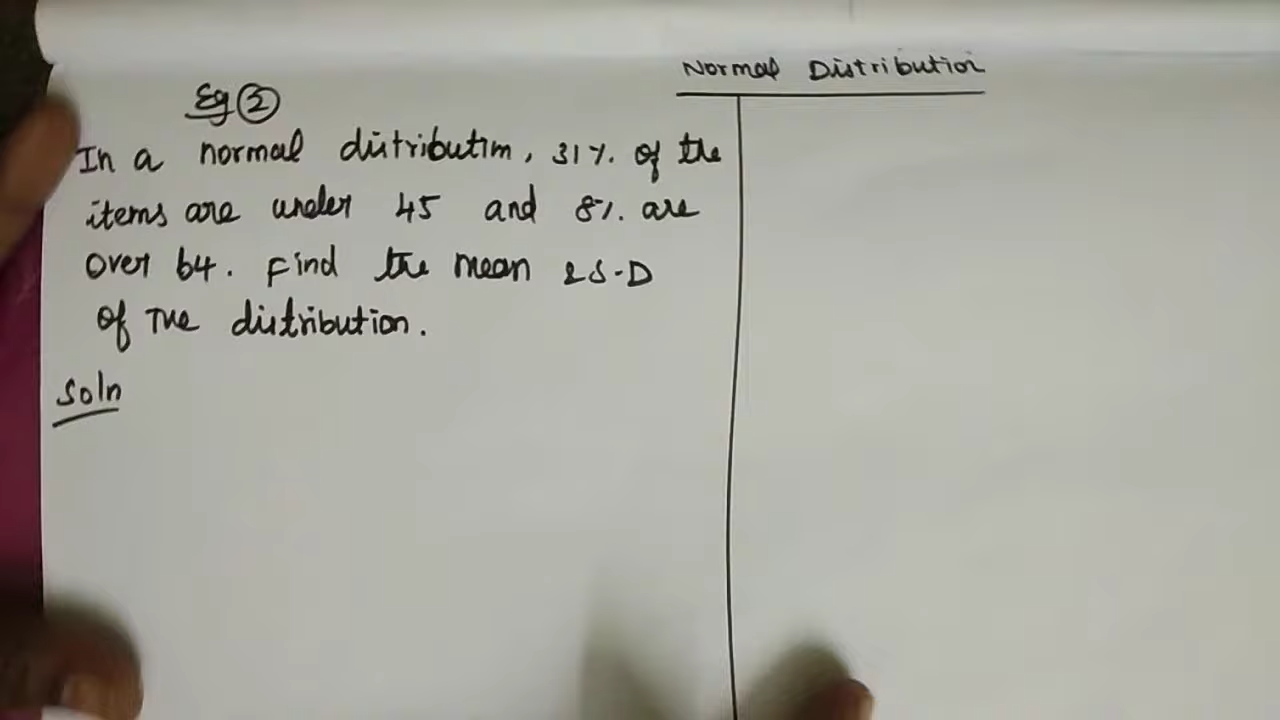 Normal Distribution
Eg ②
In a normal distribution, 31%. of the
items are under 45 and 8%. are
over 64. Find the mean & S.D
of The distribution.
Soln